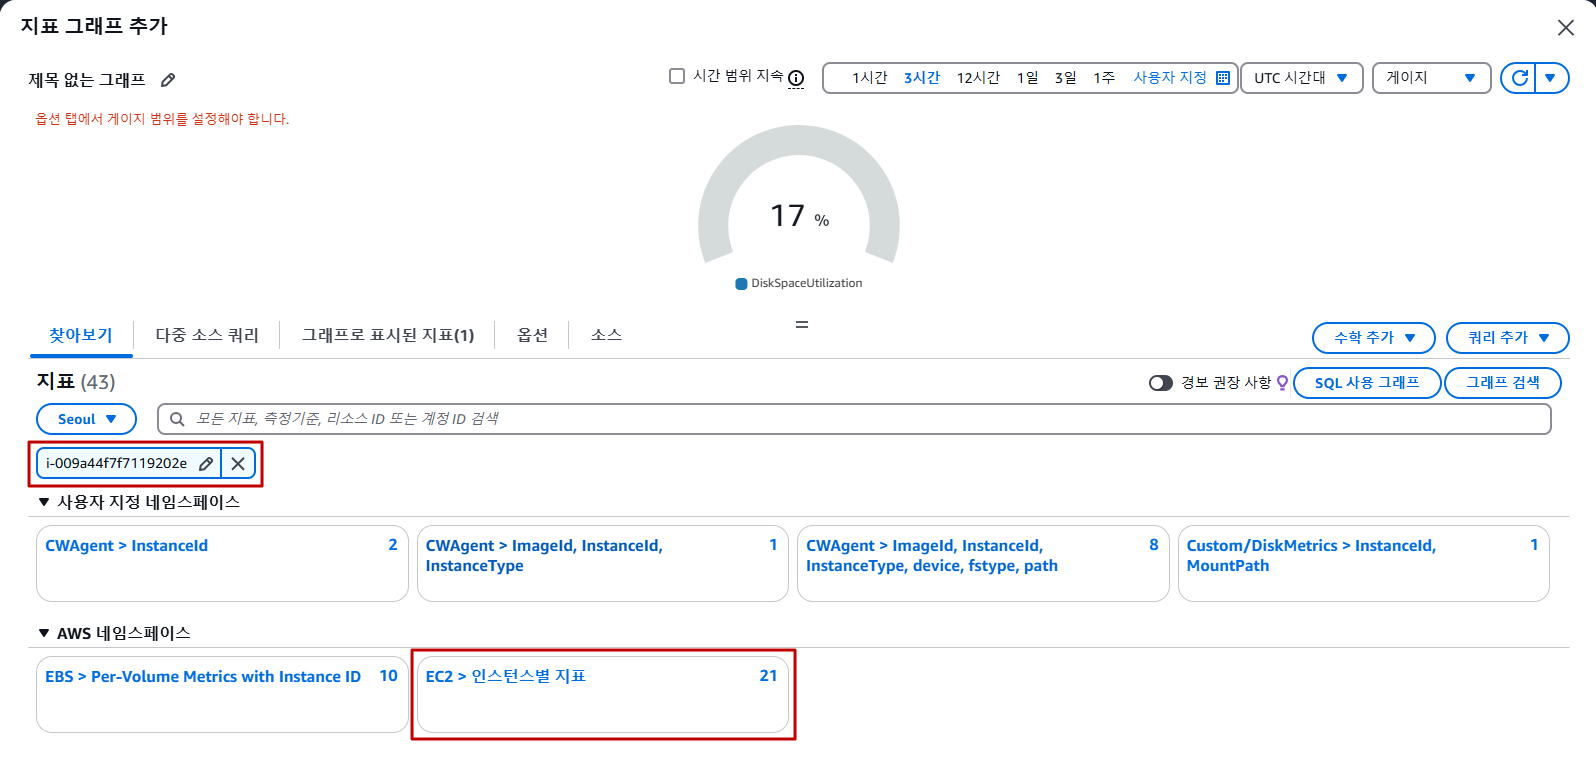 지표 그래프 추가
제목 없는 그래프
시간 범위 지속
1시간 3시간 12시간 1일 3일 1주 사용자 지정
UTC 시간대
게이지
옵션 탭에서 게이지 범위를 설정해야 합니다.
17 %
DiskSpaceUtilization
찾아보기
다중 소스 쿼리
그래프로 표시된 지표(1)
옵션
소스
수학 추가
쿼리 추가
지표 (43)
경보 권장 사항
SQL 사용 그래프
그래프 검색
Seoul
모든 지표, 측정기준, 리소스 ID 또는 계정 ID 검색
i-009a44f7f7119202e
사용자 지정 네임스페이스
CWAgent > InstanceId 2
CWAgent > ImageId, InstanceId, 1
InstanceType
CWAgent > ImageId, InstanceId, 8
InstanceType, device, fstype, path
Custom/DiskMetrics > InstanceId, 1
MountPath
AWS 네임스페이스
EBS > Per-Volume Metrics with Instance ID 10
EC2 > 인스턴스별 지표 21